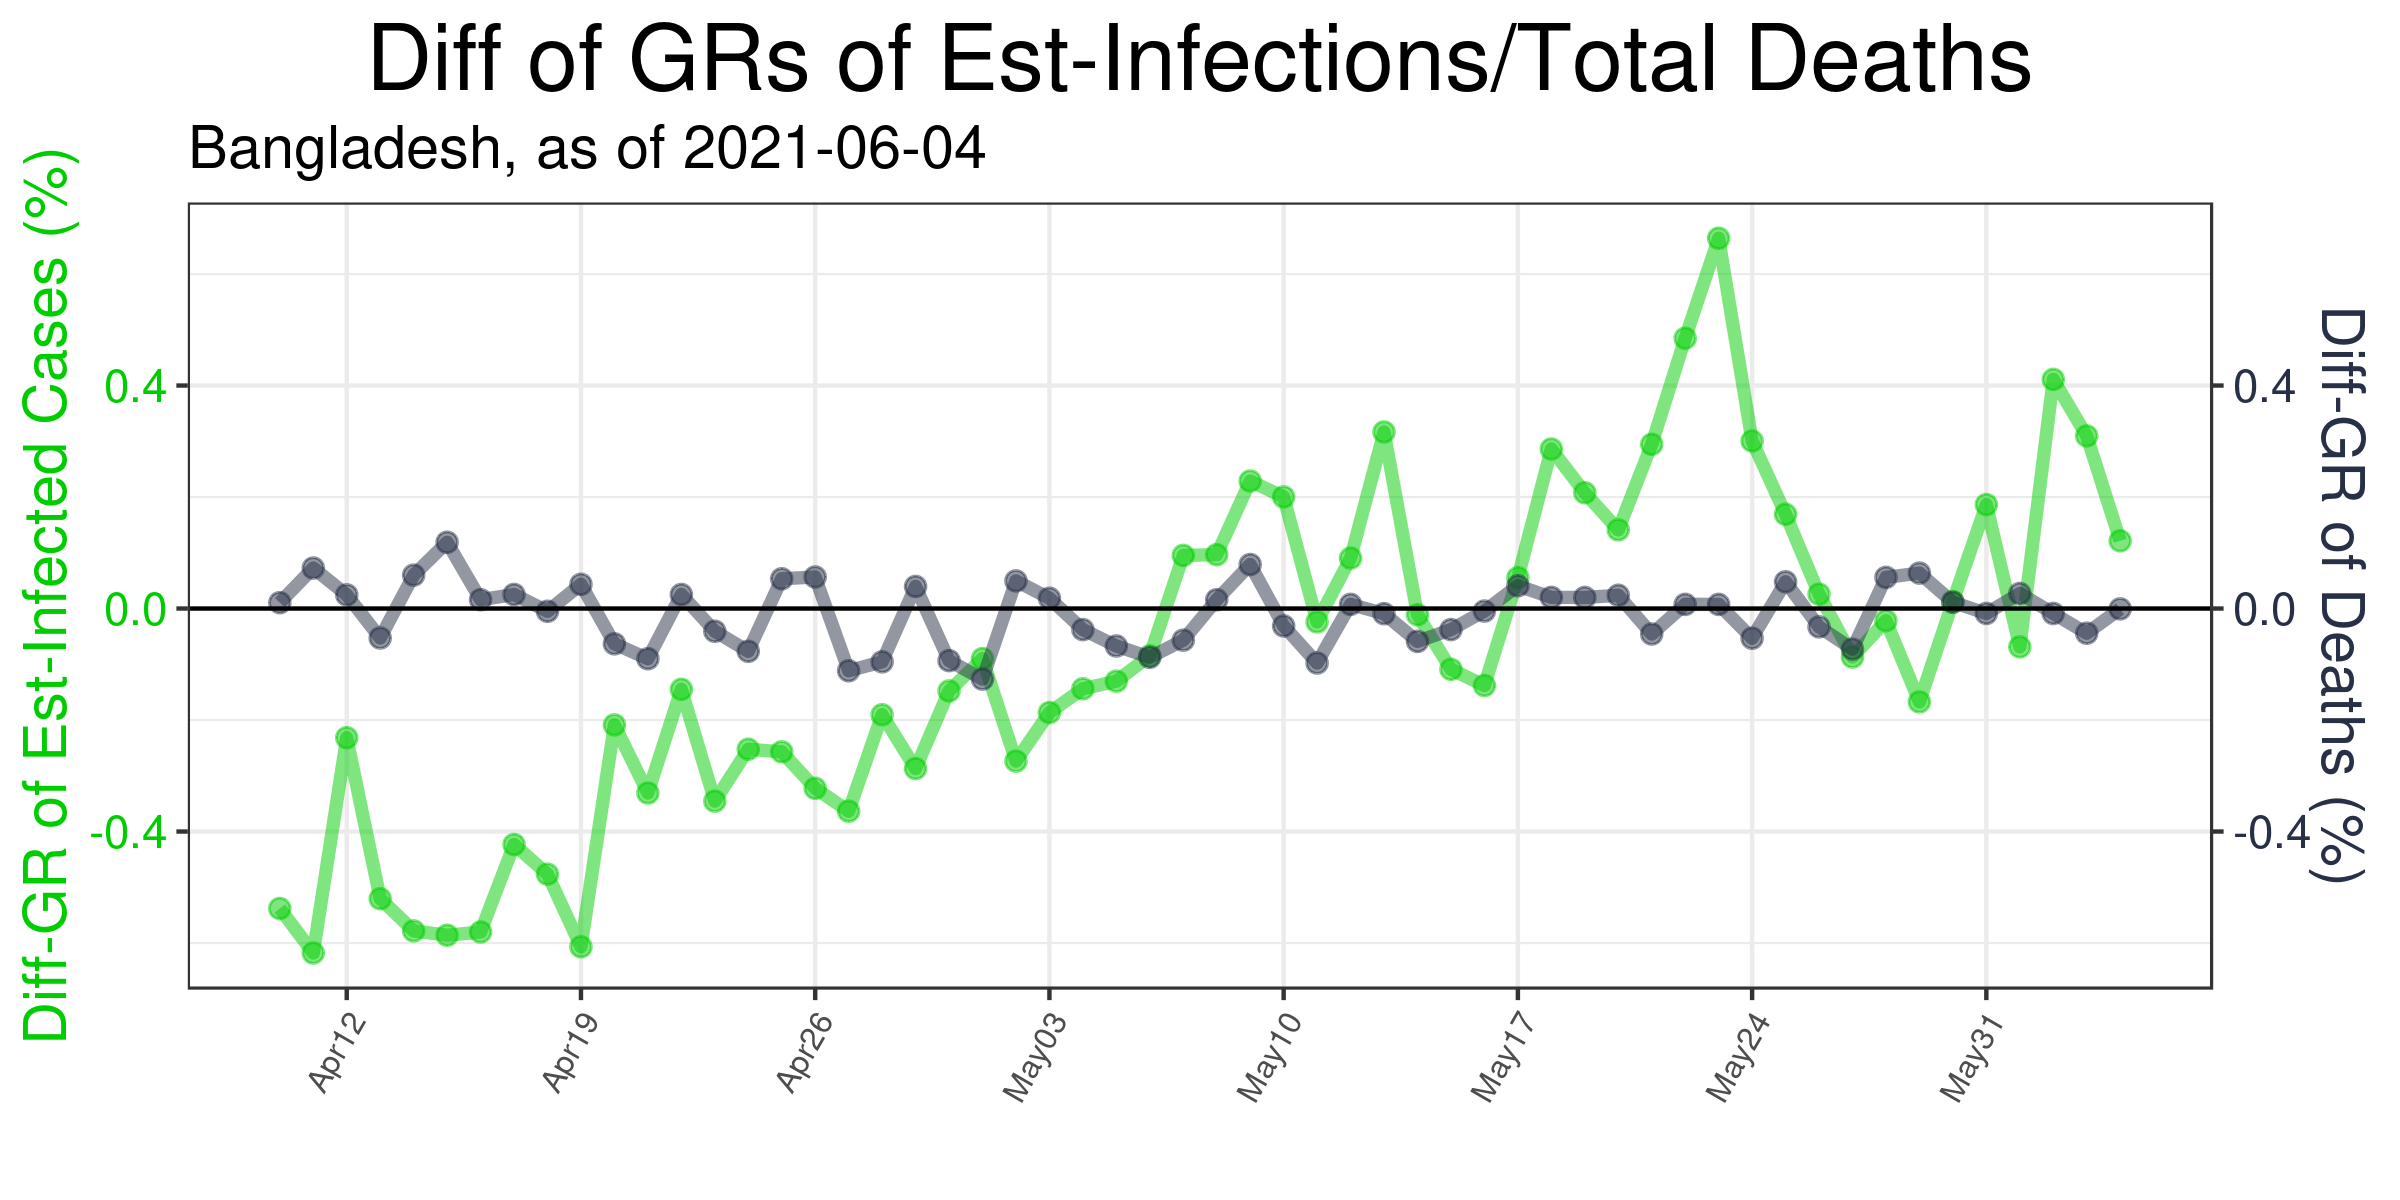 Diff of GRs of Est-Infections/Total Deaths
Bangladesh, as of 2021-06-04
Diff-GR of Est-Infected Cases (%)
0.4
0.0
-0.4
0.4
0.0
-0.4
Diff-GR of Deaths (%)
Apr12
Apr19
Apr26
May03
May10
May17
May24
May31